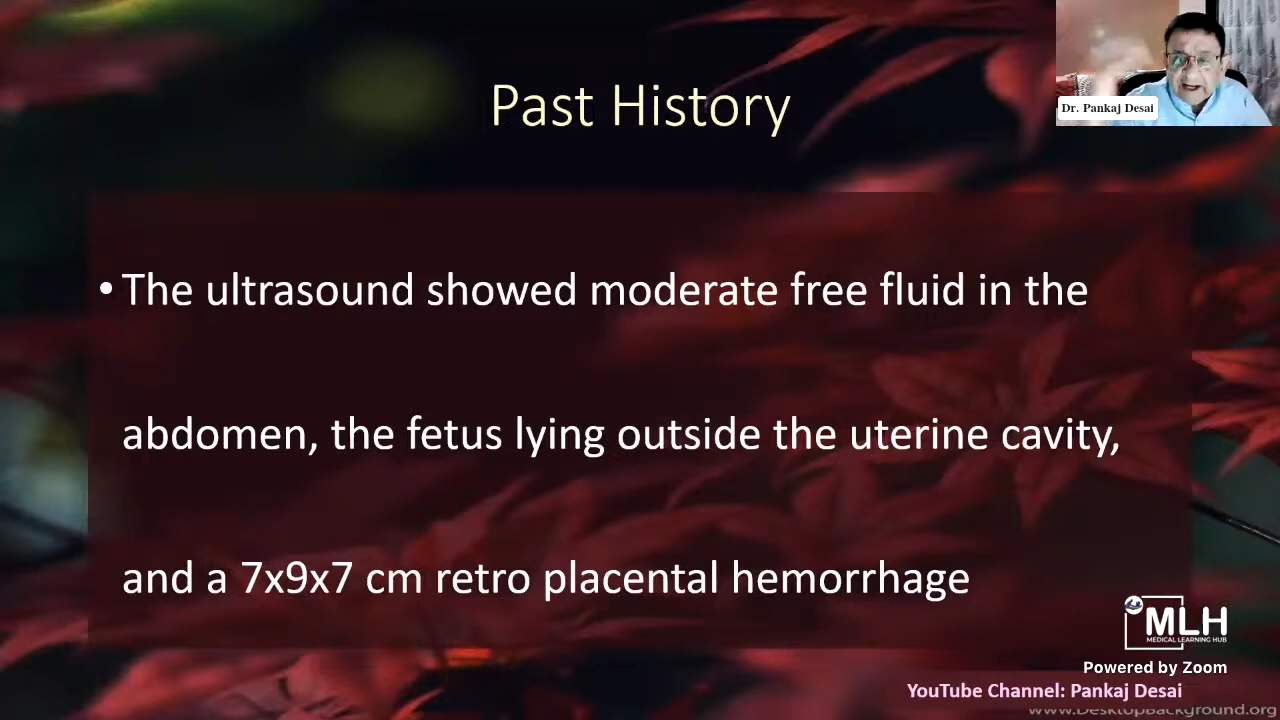 Past History
Dr. Pankaj Desai
• The ultrasound showed moderate free fluid in the
abdomen, the fetus lying outside the uterine cavity,
and a 7x9x7 cm retro placental hemorrhage
MLH
MEDICAL LEARNING HUB
Powered by Zoom
YouTube Channel: Pankaj Desai
www.DesktopBackground.org